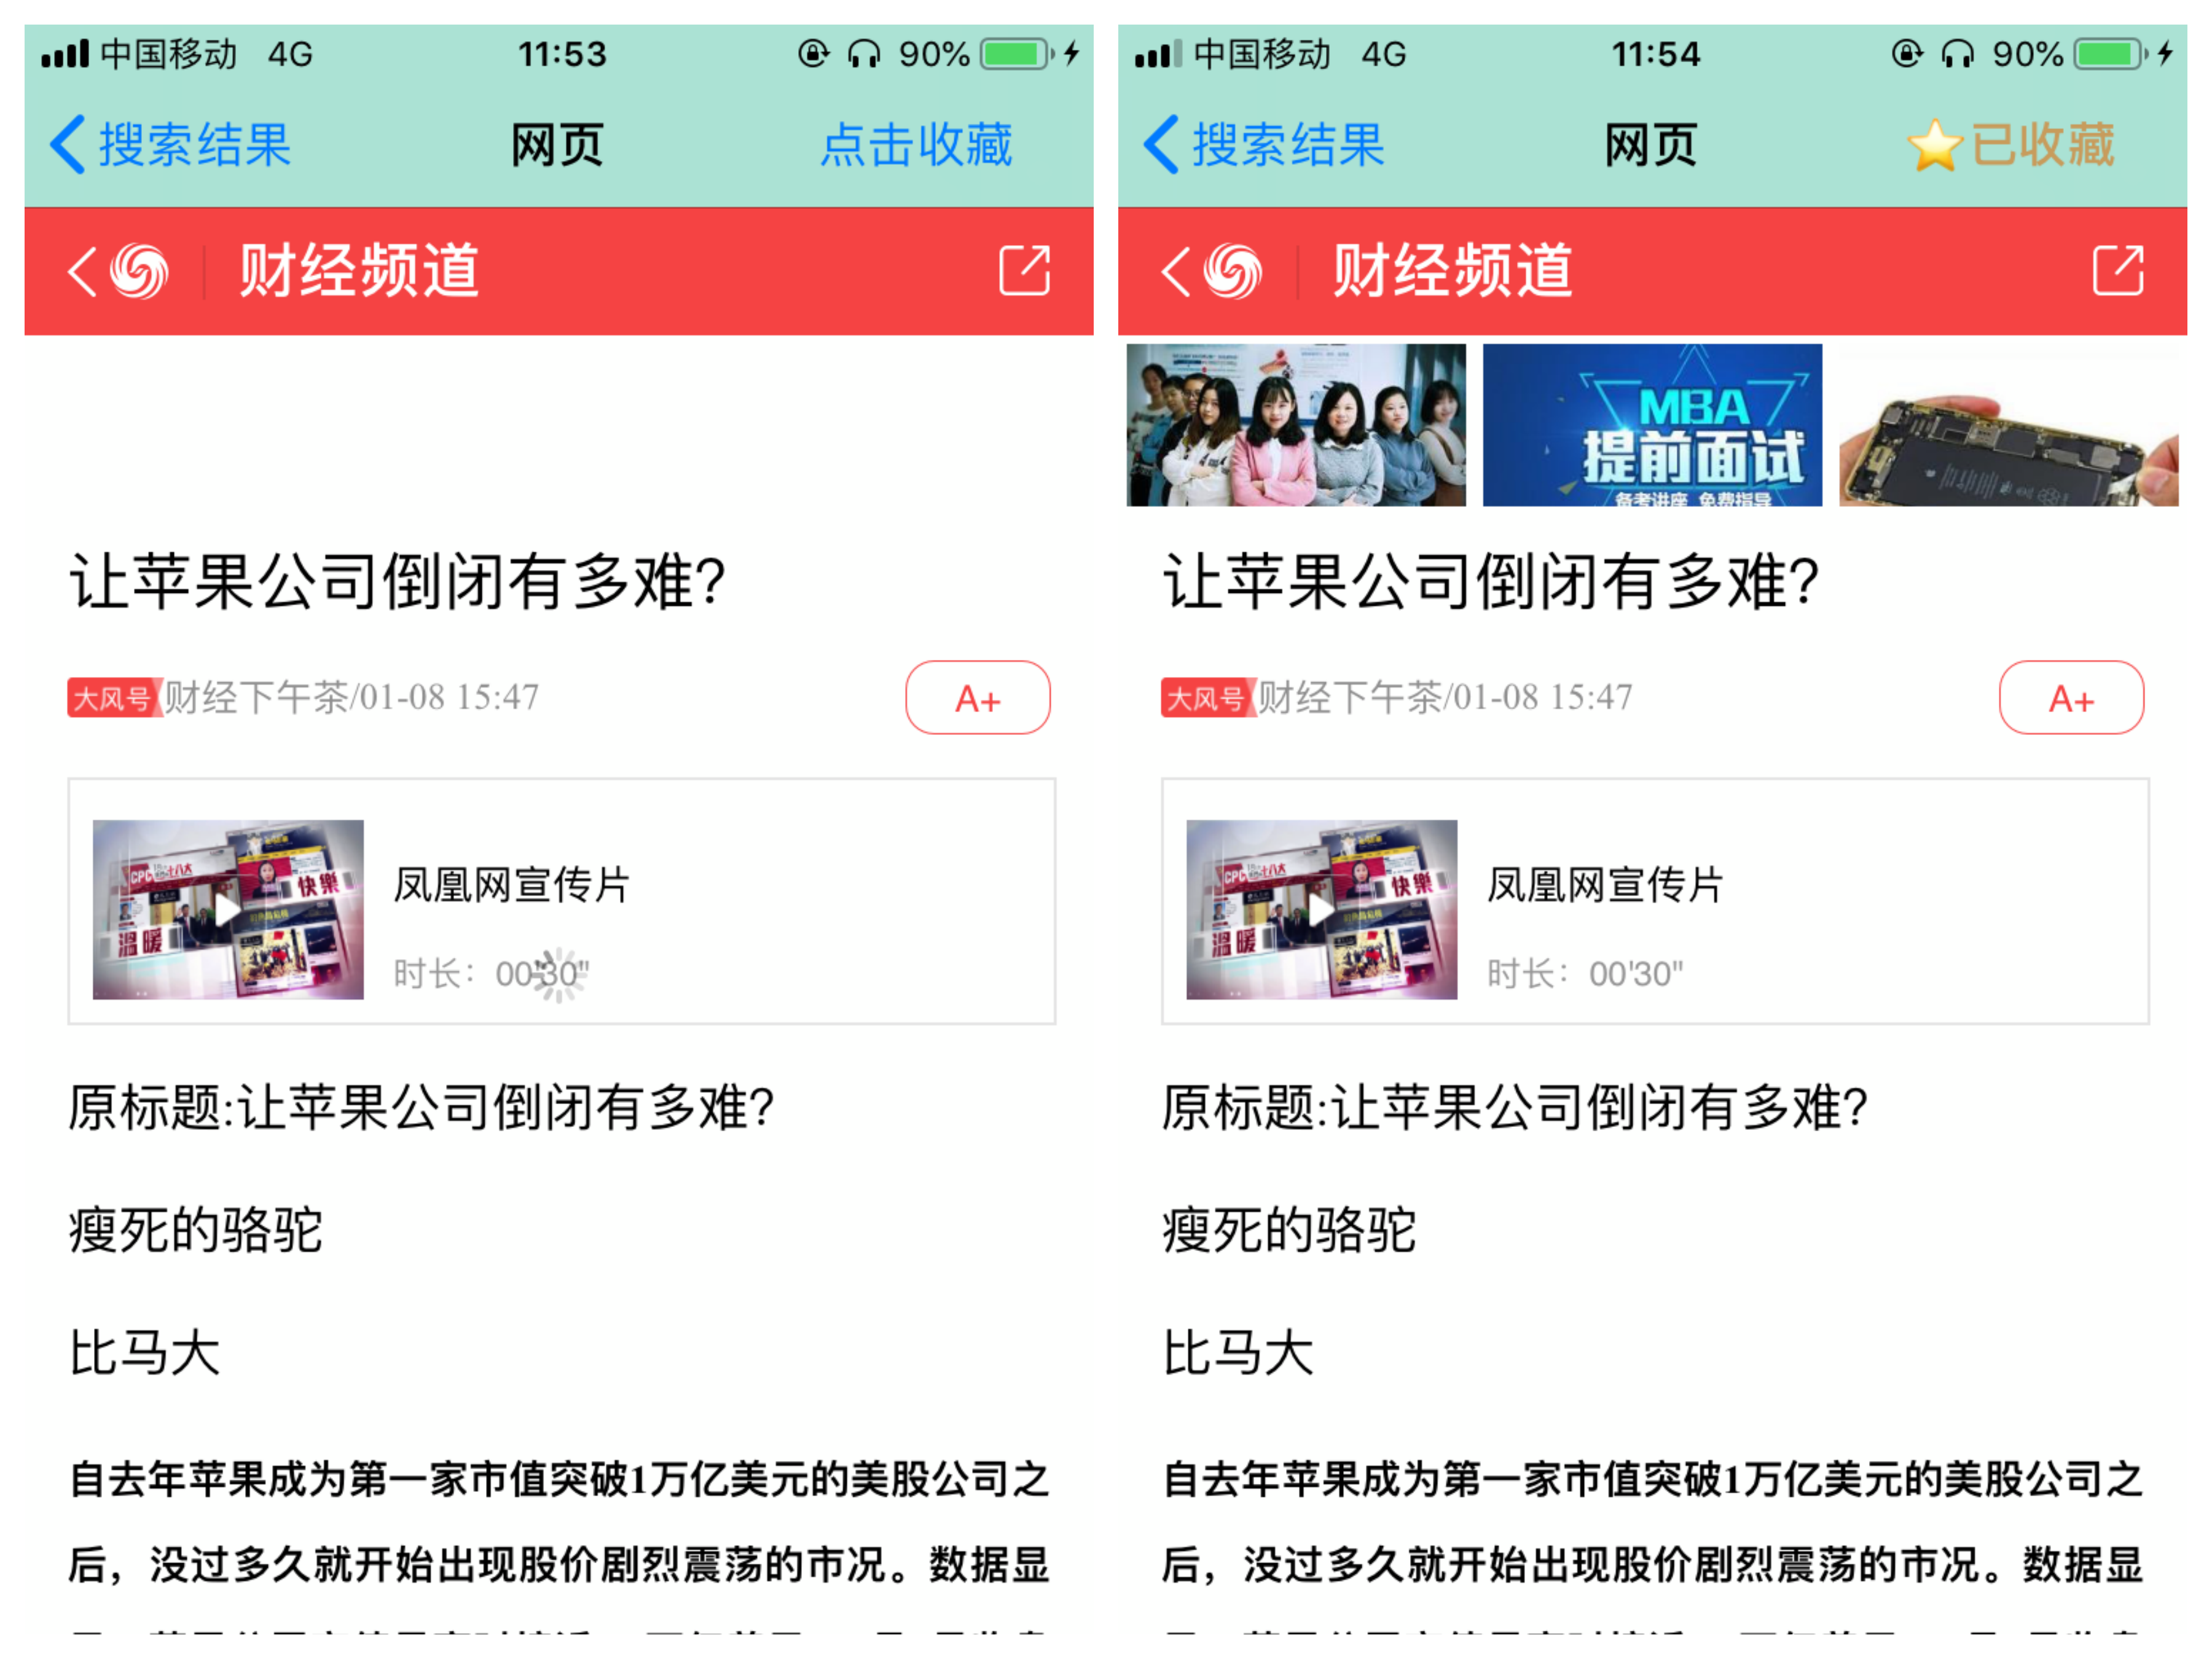 中国移动 4G 11:53 90%
搜索结果 网页 点击收藏
财经频道
让苹果公司倒闭有多难?
大风号 财经下午茶/01-08 15:47 A+
凤凰网宣传片
快樂
温暖
时长：00'30"
原标题:让苹果公司倒闭有多难?
瘦死的骆驼
比马大
自去年苹果成为第一家市值突破1万亿美元的美股公司之
后，没过多久就开始出现股价剧烈震荡的市况。数据显
中国移动 4G 11:54 90%
搜索结果 网页 ⭐已收藏
财经频道
MBA
提前面试
备考讲座 免费指导
让苹果公司倒闭有多难?
大风号 财经下午茶/01-08 15:47 A+
凤凰网宣传片
快樂
温暖
时长：00'30"
原标题:让苹果公司倒闭有多难?
瘦死的骆驼
比马大
自去年苹果成为第一家市值突破1万亿美元的美股公司之
后，没过多久就开始出现股价剧烈震荡的市况。数据显